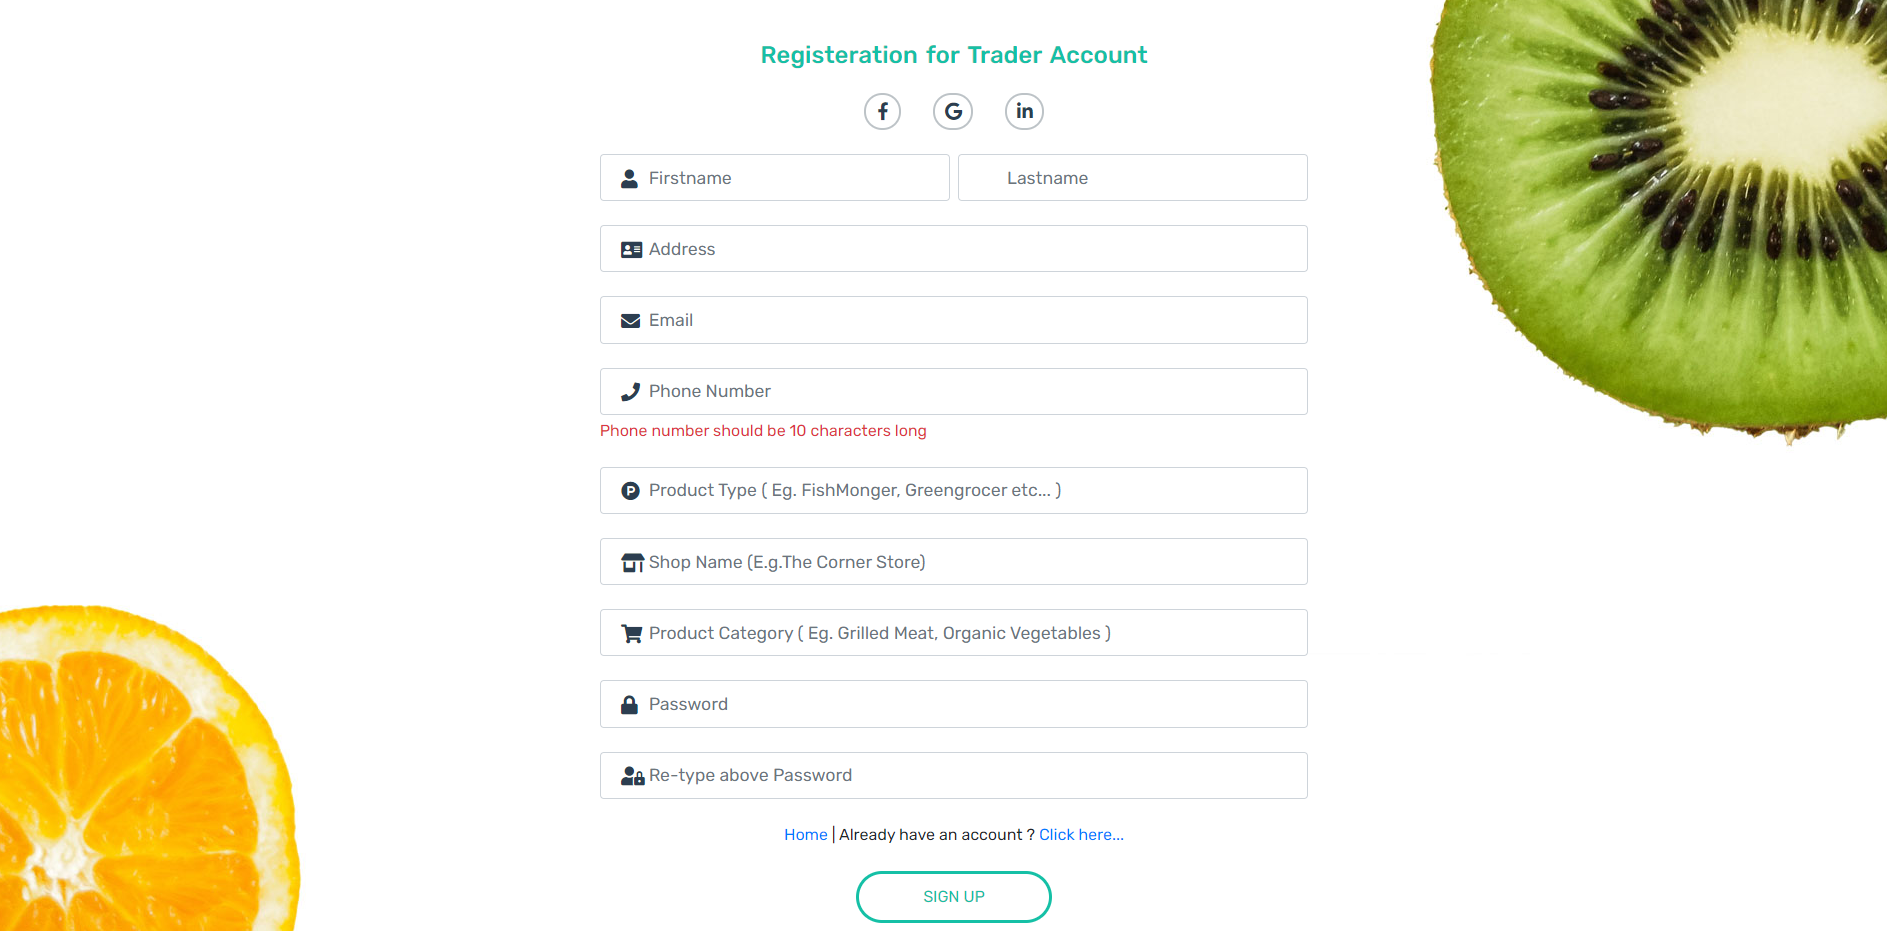 Registeration for Trader Account
f G in
Firstname Lastname
Address
Email
Phone Number
Phone number should be 10 characters long
P Product Type ( Eg. FishMonger, Greengrocer etc... )
Shop Name (E.g.The Corner Store)
Product Category ( Eg. Grilled Meat, Organic Vegetables )
Password
Re-type above Password
Home | Already have an account ? Click here...
SIGN UP